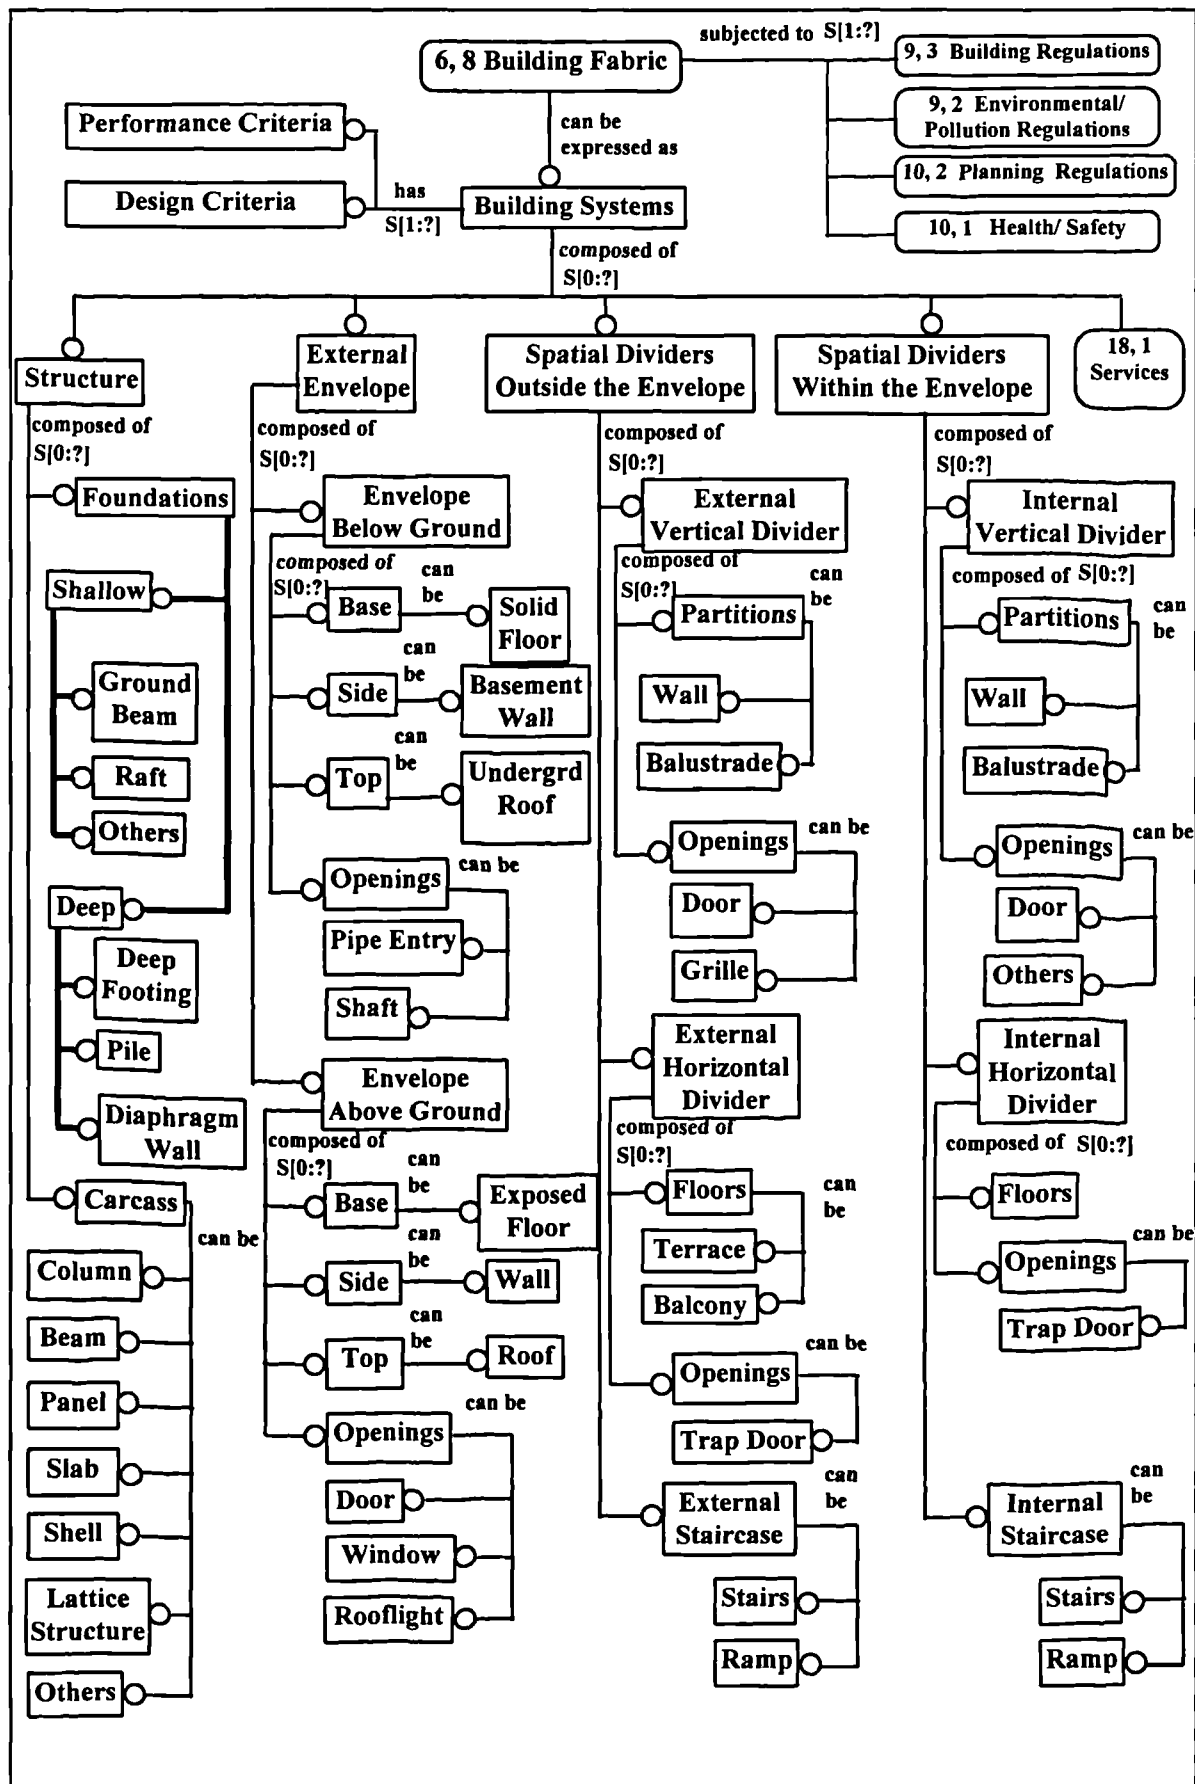 subjected to S[1:?]
6, 8 Building Fabric
9, 3 Building Regulations
9, 2 Environmental/
Pollution Regulations
10, 2 Planning Regulations
10, 1 Health/ Safety
can be
expressed as
Performance Criteria
Design Criteria
has
S[1:?]
Building Systems
composed of
S[0:?]
Structure
External
Envelope
Spatial Dividers
Outside the Envelope
Spatial Dividers
Within the Envelope
18, 1
Services
composed of
S[0:?]
Foundations
Shallow
Ground
Beam
Raft
Others
Deep
Deep
Footing
Pile
Diaphragm
Wall
Carcass
can be
Column
Beam
Panel
Slab
Shell
Lattice
Structure
Others
composed of
S[0:?]
Envelope
Below Ground
composed of
S[0:?]
Base
can
be
Solid
Floor
Side
can
be
Basement
Wall
Top
can
be
Undergrd
Roof
Openings
can be
Pipe Entry
Shaft
Envelope
Above Ground
composed of
S[0:?]
Base
can
be
Exposed
Floor
Side
can
be
Wall
Top
can
be
Roof
Openings
can be
Door
Window
Rooflight
composed of
S[0:?]
External
Vertical Divider
composed of
S[0:?]
can
be
Partitions
Wall
Balustrade
Openings
can be
Door
Grille
External
Horizontal
Divider
composed of
S[0:?]
Floors
can
be
Terrace
Balcony
can be
Openings
Trap Door
External
Staircase
can
be
Stairs
Ramp
composed of
S[0:?]
Internal
Vertical Divider
composed of S[0:?]
Partitions
can
be
Wall
Balustrade
Openings
can be
Door
Others
Internal
Horizontal
Divider
composed of S[0:?]
Floors
can be
Openings
Trap Door
Internal
Staircase
can
be
Stairs
Ramp